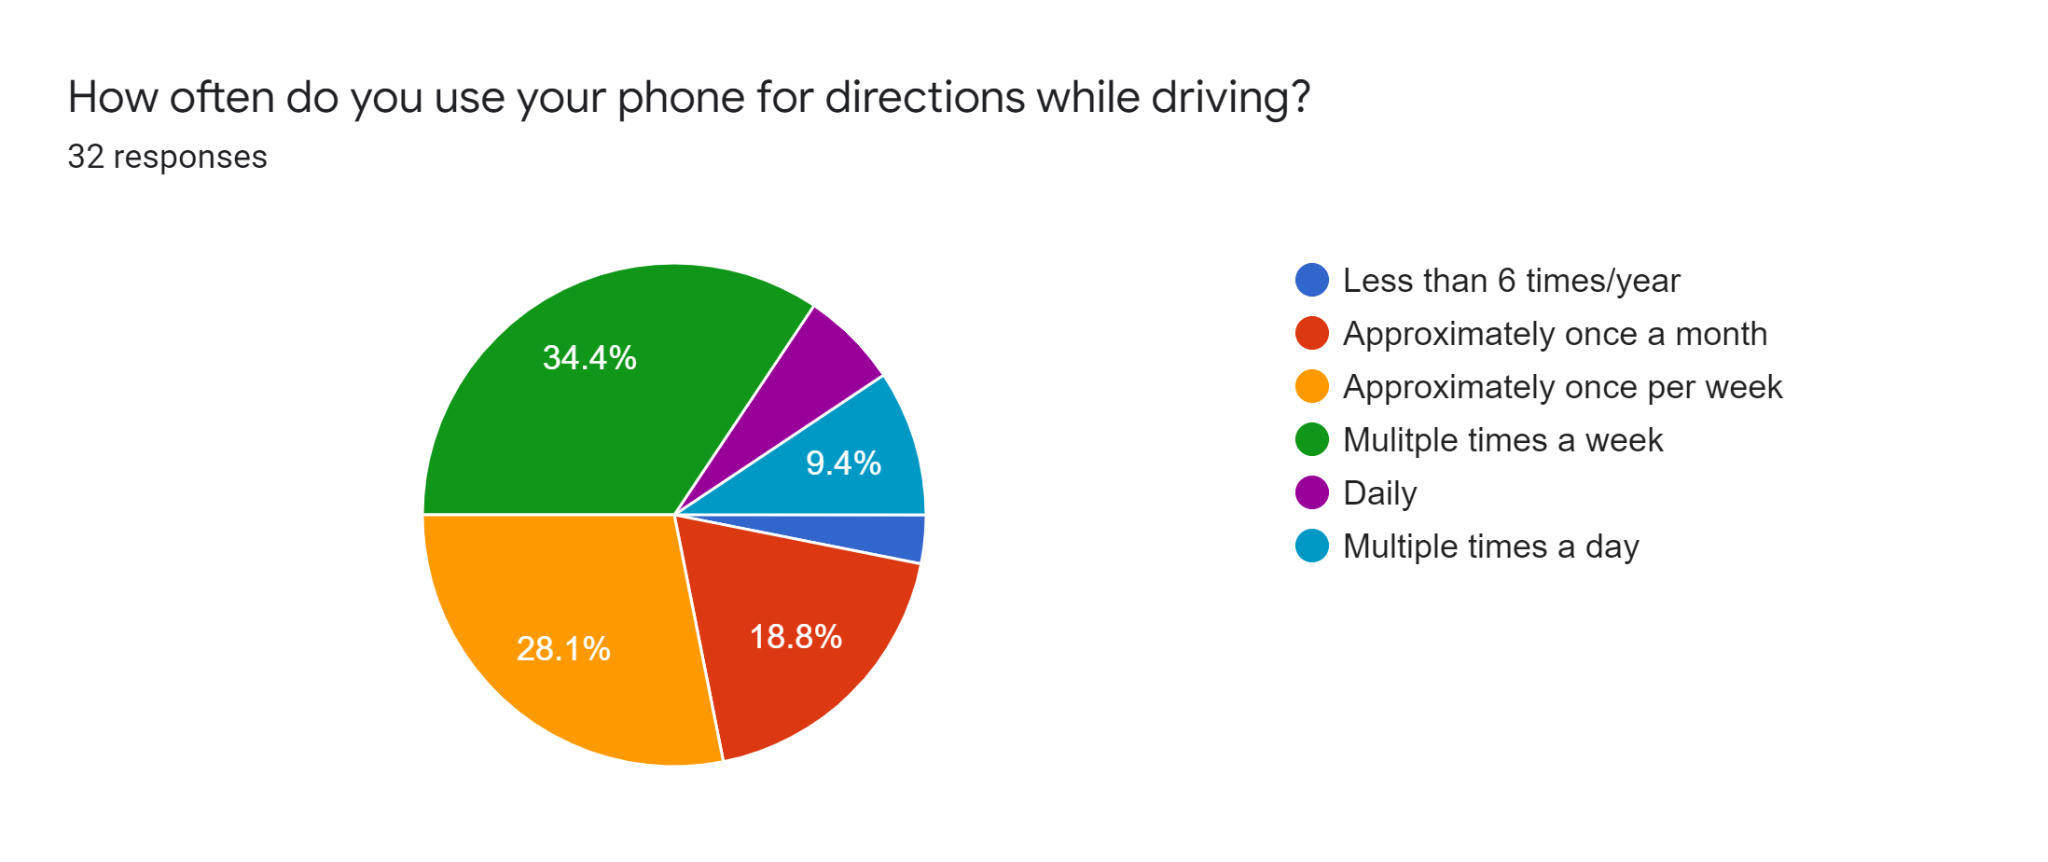 How often do you use your phone for directions while driving?
32 responses
34.4%
9.4%
28.1%
18.8%
Less than 6 times/year
Approximately once a month
Approximately once per week
Mulitple times a week
Daily
Multiple times a day